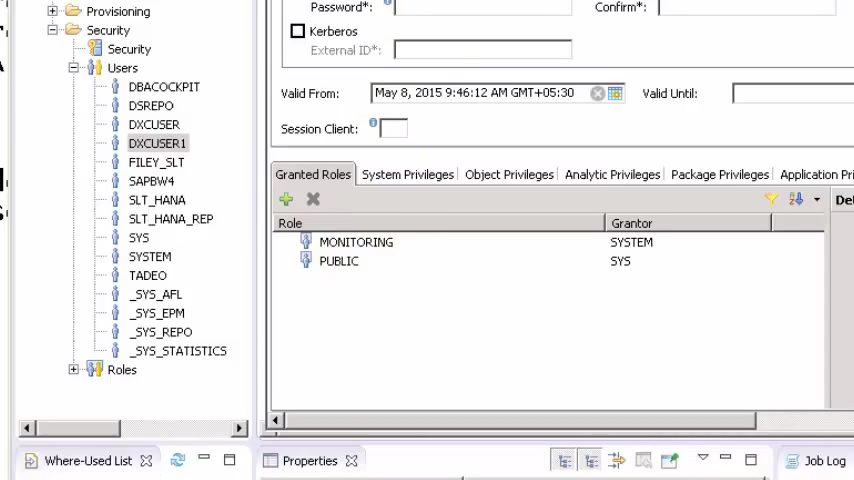 Provisioning
Security
Security
Users
DBACOCKPIT
DSREPO
DXCUSER
DXCUSER1
FILEY_SLT
SAPBW4
SLT_HANA
SLT_HANA_REP
SYS
SYSTEM
TADEO
_SYS_AFL
_SYS_EPM
_SYS_REPO
_SYS_STATISTICS
Roles
Password*:
Confirm*:
Kerberos
External ID*:
Valid From: May 8, 2015 9:46:12 AM GMT+05:30 Valid Until:
Session Client:
Granted Roles System Privileges Object Privileges Analytic Privileges Package Privileges Application Pri
Role Grantor
MONITORING SYSTEM
PUBLIC SYS
Where-Used List
Properties
Job Log